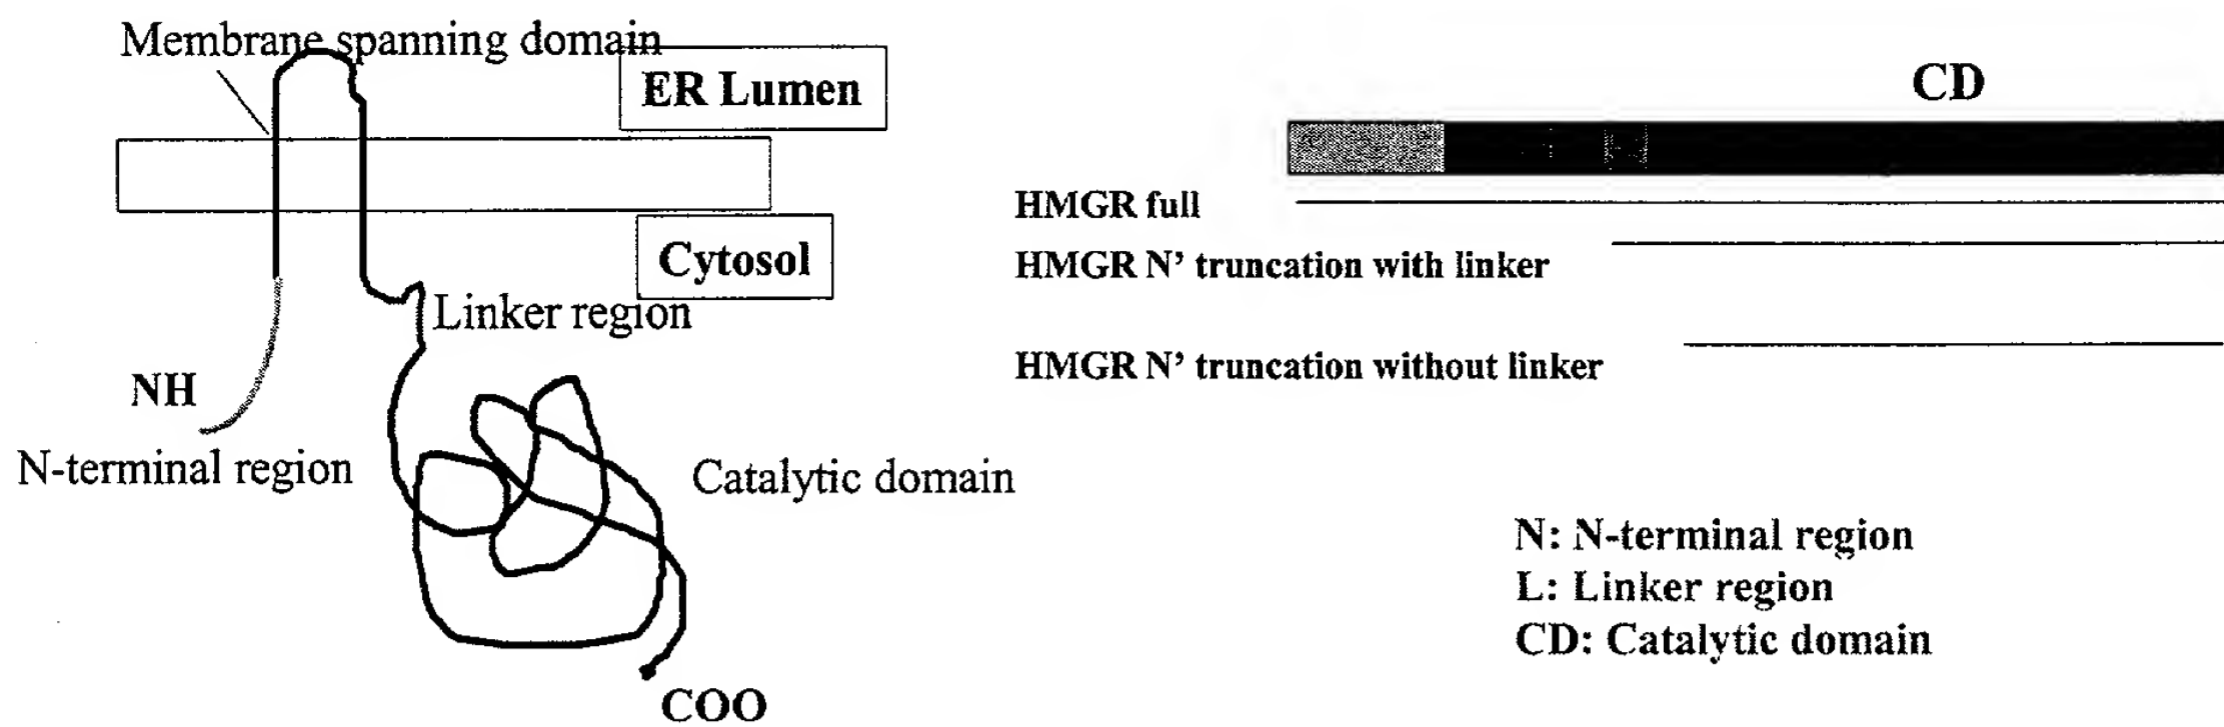 Membrane spanning domain
ER Lumen
Cytosol
Linker region
NH
N-terminal region
Catalytic domain
COO
CD
HMGR full
HMGR N’ truncation with linker
HMGR N’ truncation without linker
N: N-terminal region
L: Linker region
CD: Catalytic domain